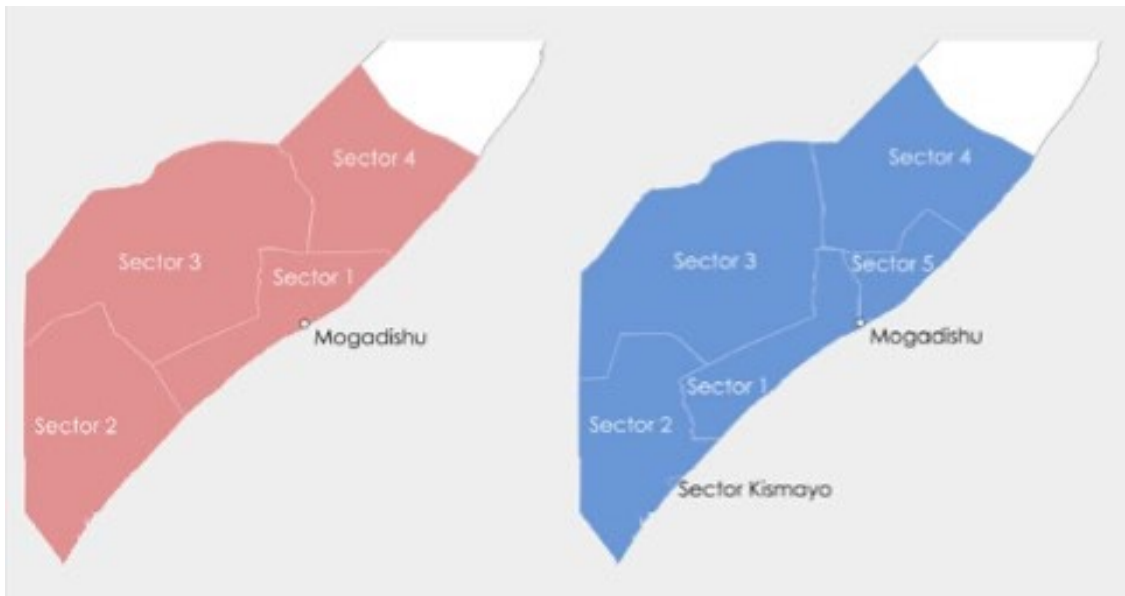 Sector 4
Sector 3
Sector 1
Mogadishu
Sector 2
Sector 4
Sector 3
Sector 5
Mogadishu
Sector 1
Sector 2
Sector Kismayo